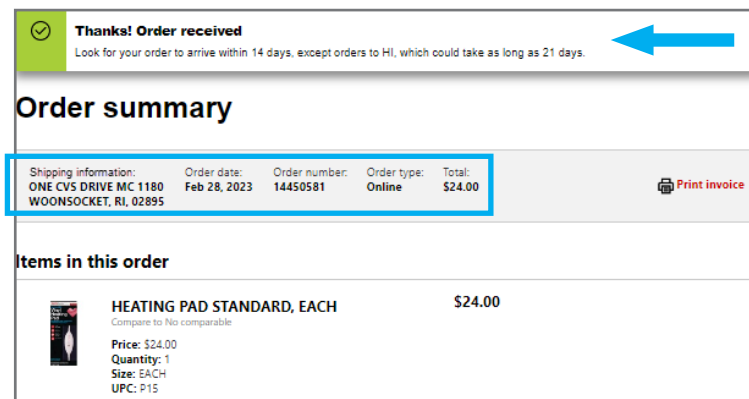 Thanks! Order received
Look for your order to arrive within 14 days, except orders to HI, which could take as long as 21 days.
Order summary
Shipping information: Order date: Order number: Order type: Total:
ONE CVS DRIVE MC 1180 Feb 28, 2023 14450581 Online $24.00
WOONSOCKET, RI, 02895
Print invoice
Items in this order
HEATING PAD STANDARD, EACH $24.00
Compare to No comparable
Price: $24.00
Quantity: 1
Size: EACH
UPC: P15